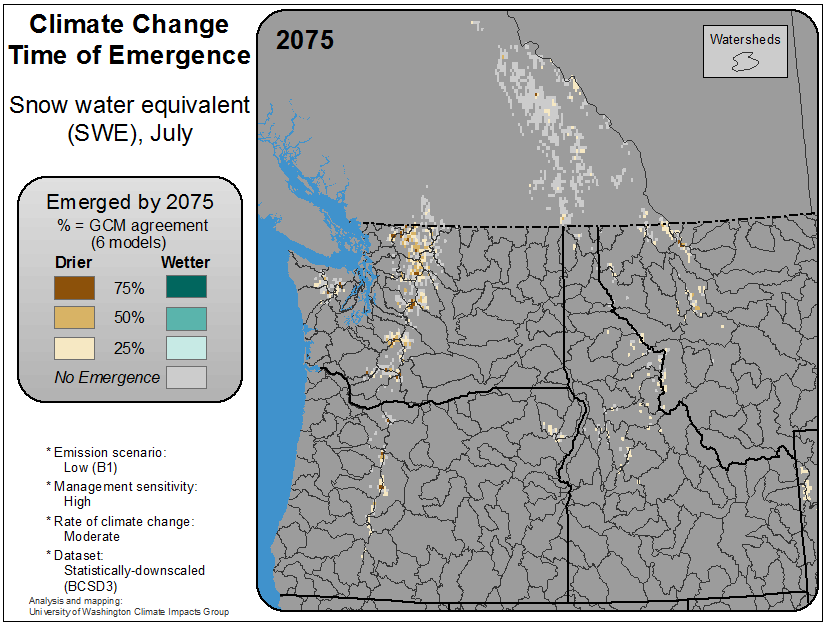 Climate Change
Time of Emergence
Snow water equivalent
(SWE), July
Emerged by 2075
% = GCM agreement
(6 models)
Drier
Wetter
75%
50%
25%
No Emergence
* Emission scenario:
Low (B1)
* Management sensitivity:
High
* Rate of climate change:
Moderate
* Dataset:
Statistically-downscaled
(BCSD3)
Analysis and mapping:
University of Washington Climate Impacts Group
2075
Watersheds